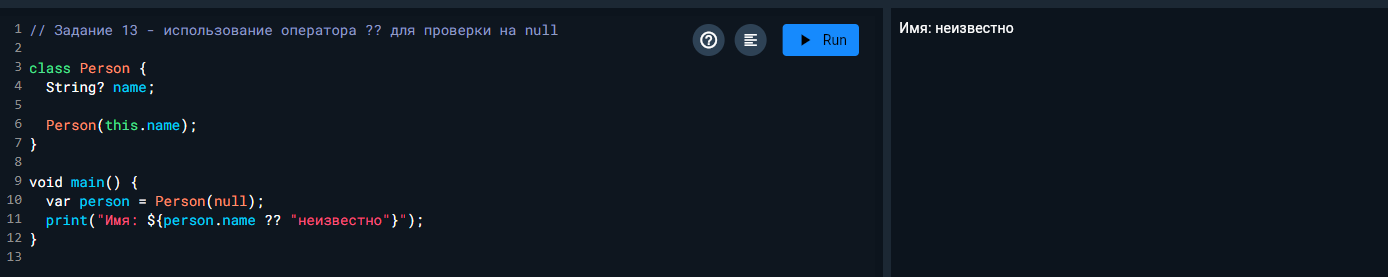 1 // Задание 13 - использование оператора ?? для проверки на null
2
3 class Person {
4   String? name;
5
6   Person(this.name);
7 }
8
9 void main() {
10   var person = Person(null);
11   print("Имя: ${person.name ?? "неизвестно"}");
12 }
13
Run
Имя: неизвестно